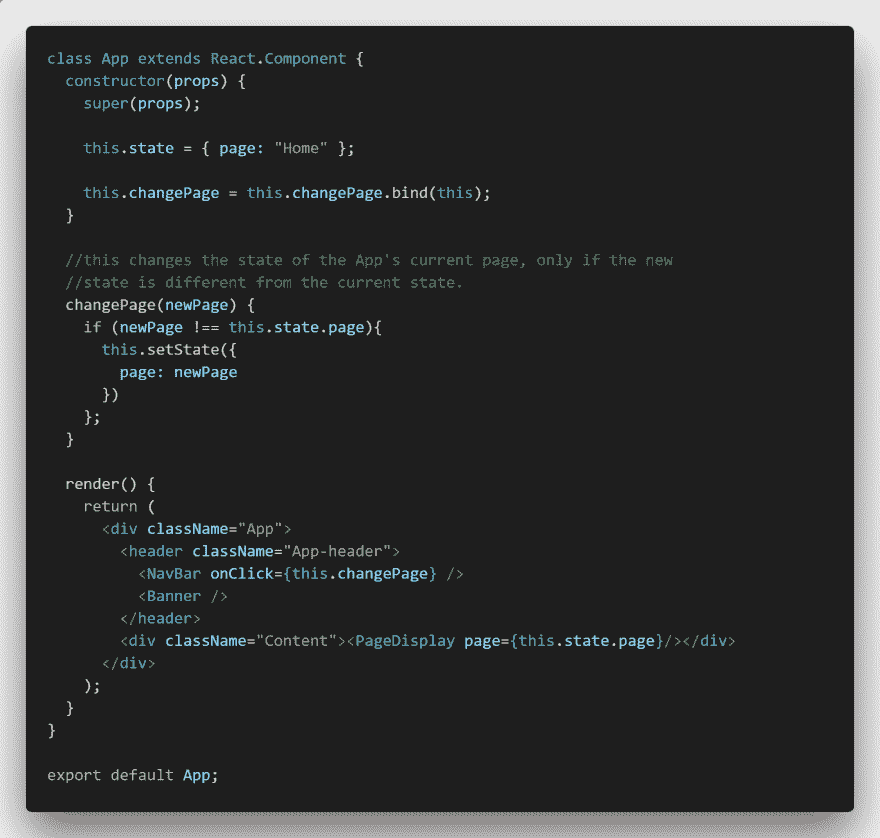 class App extends React.Component {
  constructor(props) {
    super(props);

    this.state = { page: "Home" };

    this.changePage = this.changePage.bind(this);
  }

  //this changes the state of the App's current page, only if the new
  //state is different from the current state.
  changePage(newPage) {
    if (newPage !== this.state.page){
      this.setState({
        page: newPage
      })
    };
  }

  render() {
    return (
      <div className="App">
        <header className="App-header">
          <NavBar onClick={this.changePage} />
          <Banner />
        </header>
        <div className="Content"><PageDisplay page={this.state.page}/></div>
      </div>
    );
  }
}

export default App;